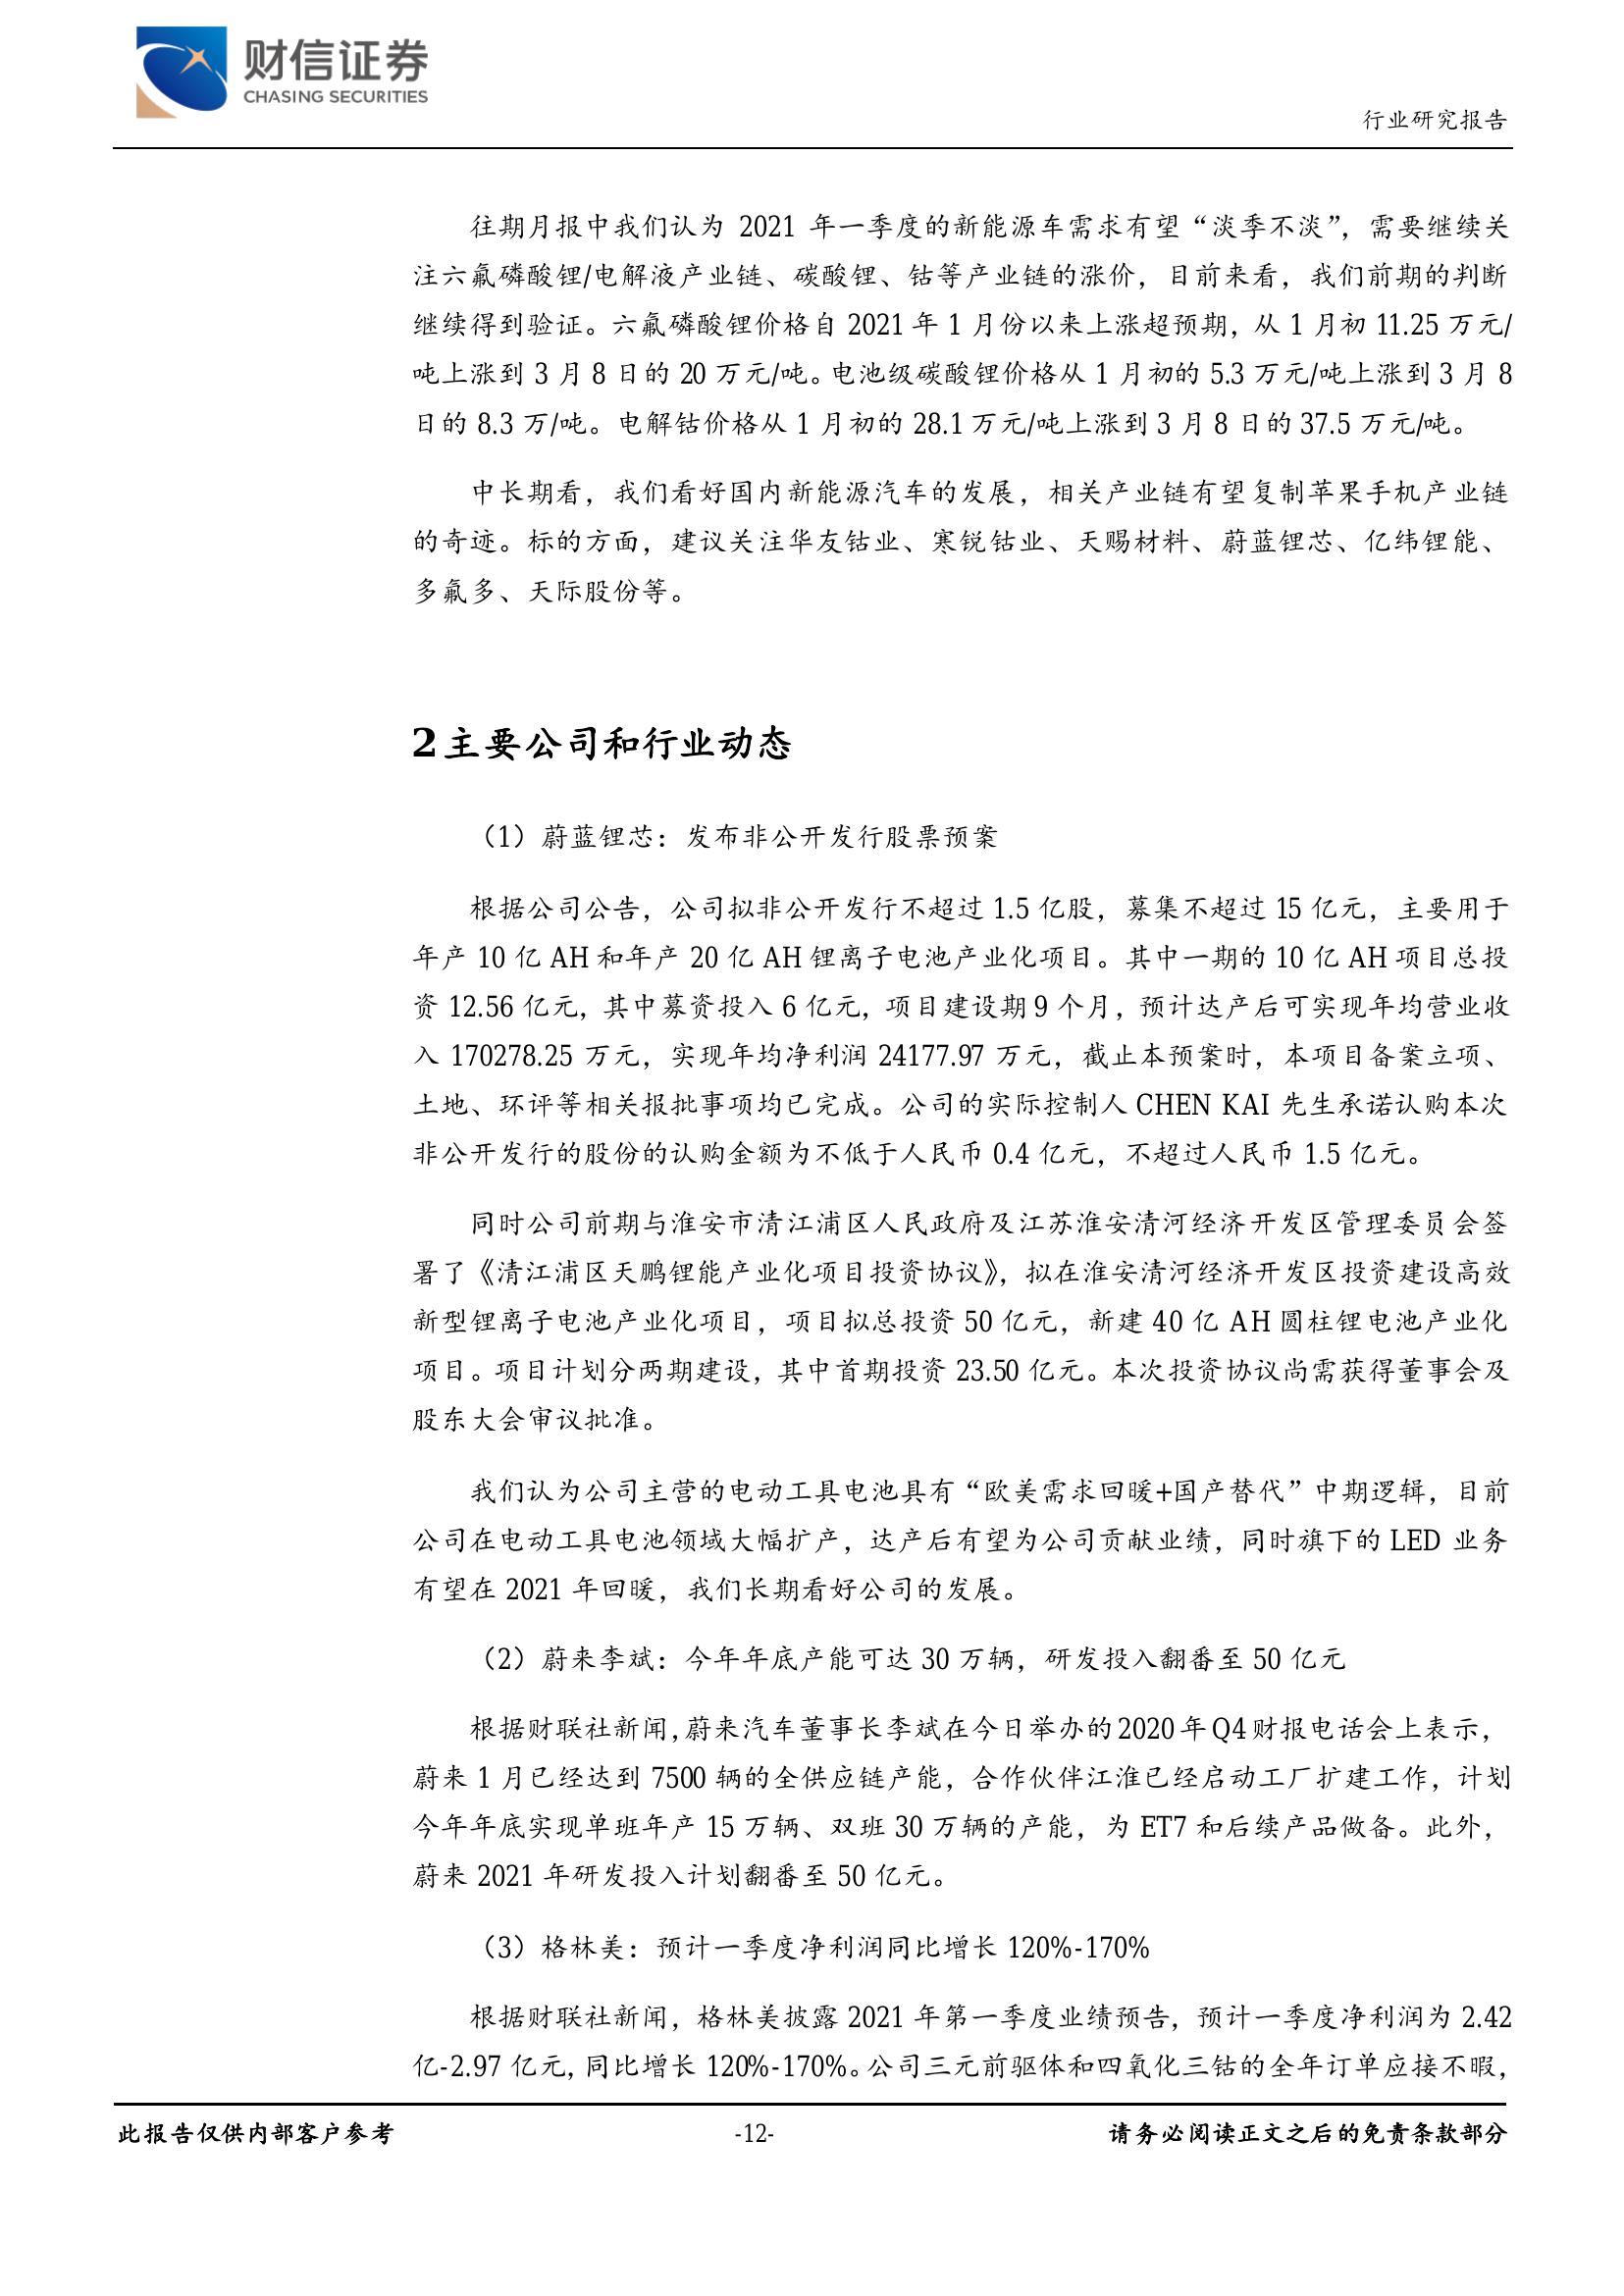 财信证券
CHASING SECURITIES
行业研究报告
往期月报中我们认为 2021 年一季度的新能源车需求有望“淡季不淡”，需要继续关
注六氟磷酸锂/电解液产业链、碳酸锂、钴等产业链的涨价，目前来看，我们前期的判断
继续得到验证。六氟磷酸锂价格自 2021 年 1 月份以来上涨超预期，从 1 月初 11.25 万元/
吨上涨到 3 月 8 日的 20 万元/吨。电池级碳酸锂价格从 1 月初的 5.3 万元/吨上涨到 3 月 8
日的 8.3 万/吨。电解钴价格从 1 月初的 28.1 万元/吨上涨到 3 月 8 日的 37.5 万元/吨。
中长期看，我们看好国内新能源汽车的发展，相关产业链有望复制苹果手机产业链
的奇迹。标的方面，建议关注华友钴业、寒锐钴业、天赐材料、蔚蓝锂芯、亿纬锂能、
多氟多、天际股份等。
2 主要公司和行业动态
（1）蔚蓝锂芯：发布非公开发行股票预案
根据公司公告，公司拟非公开发行不超过 1.5 亿股，募集不超过 15 亿元，主要用于
年产 10 亿 AH 和年产 20 亿 AH 锂离子电池产业化项目。其中一期的 10 亿 AH 项目总投
资 12.56 亿元，其中募资投入 6 亿元，项目建设期 9 个月，预计达产后可实现年均营业收
入 170278.25 万元，实现年均净利润 24177.97 万元，截止本预案时，本项目备案立项、
土地、环评等相关报批事项均已完成。公司的实际控制人 CHEN KAI 先生承诺认购本次
非公开发行的股份的认购金额为不低于人民币 0.4 亿元，不超过人民币 1.5 亿元。
同时公司前期与淮安市清江浦区人民政府及江苏淮安清河经济开发区管理委员会签
署了《清江浦区天鹏锂能产业化项目投资协议》，拟在淮安清河经济开发区投资建设高效
新型锂离子电池产业化项目，项目拟总投资 50 亿元，新建 40 亿 AH 圆柱锂电池产业化
项目。项目计划分两期建设，其中首期投资 23.50 亿元。本次投资协议尚需获得董事会及
股东大会审议批准。
我们认为公司主营的电动工具电池具有“欧美需求回暖+国产替代”中期逻辑，目前
公司在电动工具电池领域大幅扩产，达产后有望为公司贡献业绩，同时旗下的 LED 业务
有望在 2021 年回暖，我们长期看好公司的发展。
（2）蔚来李斌：今年年底产能可达 30 万辆，研发投入翻番至 50 亿元
根据财联社新闻，蔚来汽车董事长李斌在今日举办的 2020 年 Q4 财报电话会上表示，
蔚来 1 月已经达到 7500 辆的全供应链产能，合作伙伴江淮已经启动工厂扩建工作，计划
今年年底实现单班年产 15 万辆、双班 30 万辆的产能，为 ET7 和后续产品做备。此外，
蔚来 2021 年研发投入计划翻番至 50 亿元。
（3）格林美：预计一季度净利润同比增长 120%-170%
根据财联社新闻，格林美披露 2021 年第一季度业绩预告，预计一季度净利润为 2.42
亿-2.97 亿元，同比增长 120%-170%。公司三元前驱体和四氧化三钴的全年订单应接不暇，
此报告仅供内部客户参考
-12-
请务必阅读正文之后的免责条款部分